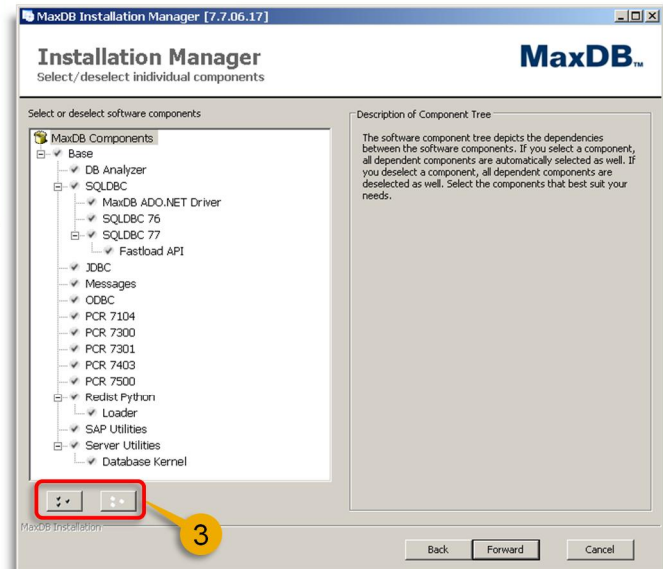 MaxDB Installation Manager [7.7.06.17]
Installation Manager
Select/deselect inidividual components
MaxDB™
Select or deselect software components
MaxDB Components
Base
DB Analyzer
SQLDBC
MaxDB ADO.NET Driver
SQLDBC 76
SQLDBC 77
Fastload API
JDBC
Messages
ODBC
PCR 7104
PCR 7300
PCR 7301
PCR 7403
PCR 7500
Redist Python
Loader
SAP Utilities
Server Utilities
Database Kernel
Description of Component Tree
The software component tree depicts the dependencies
between the software components. If you select a component,
all dependent components are automatically selected as well. If
you deselect a component, all dependent components are
deselected as well. Select the components that best suit your
needs.
3
MaxDB Installation
Back Forward Cancel